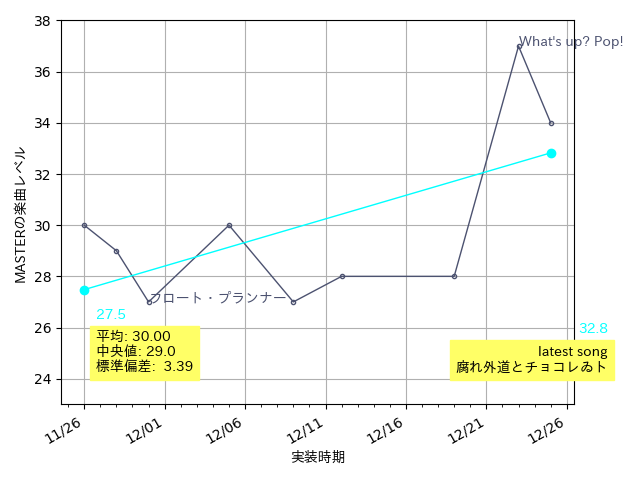 38
36
34
32
30
28
26
24
MASTERの楽曲レベル
What's up? Pop!
フロート・プランナー
27.5
32.8
平均: 30.00
中央値: 29.0
標準偏差: 3.39
latest song
腐れ外道とチョコレゐト
11/26
12/01
12/06
12/11
12/16
12/21
12/26
実装時期